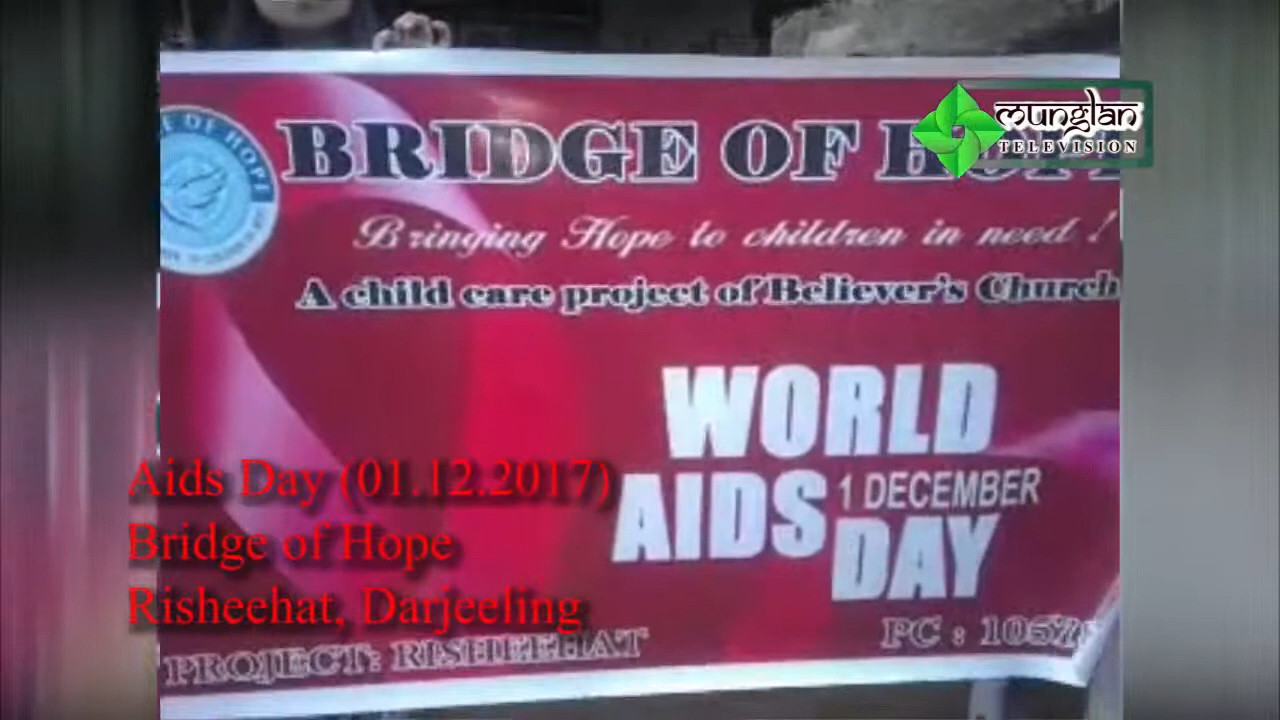 munglan
TELEVISION
BRIDGE OF
Bringing Hope to children in need !
A child care project of Believer's Church
WORLD
AIDS 1 DECEMBER
DAY
Aids Day (01.12.2017)
Bridge of Hope
Risheehat, Darjeeling
PROJECT: RISHEEHAT
PC :